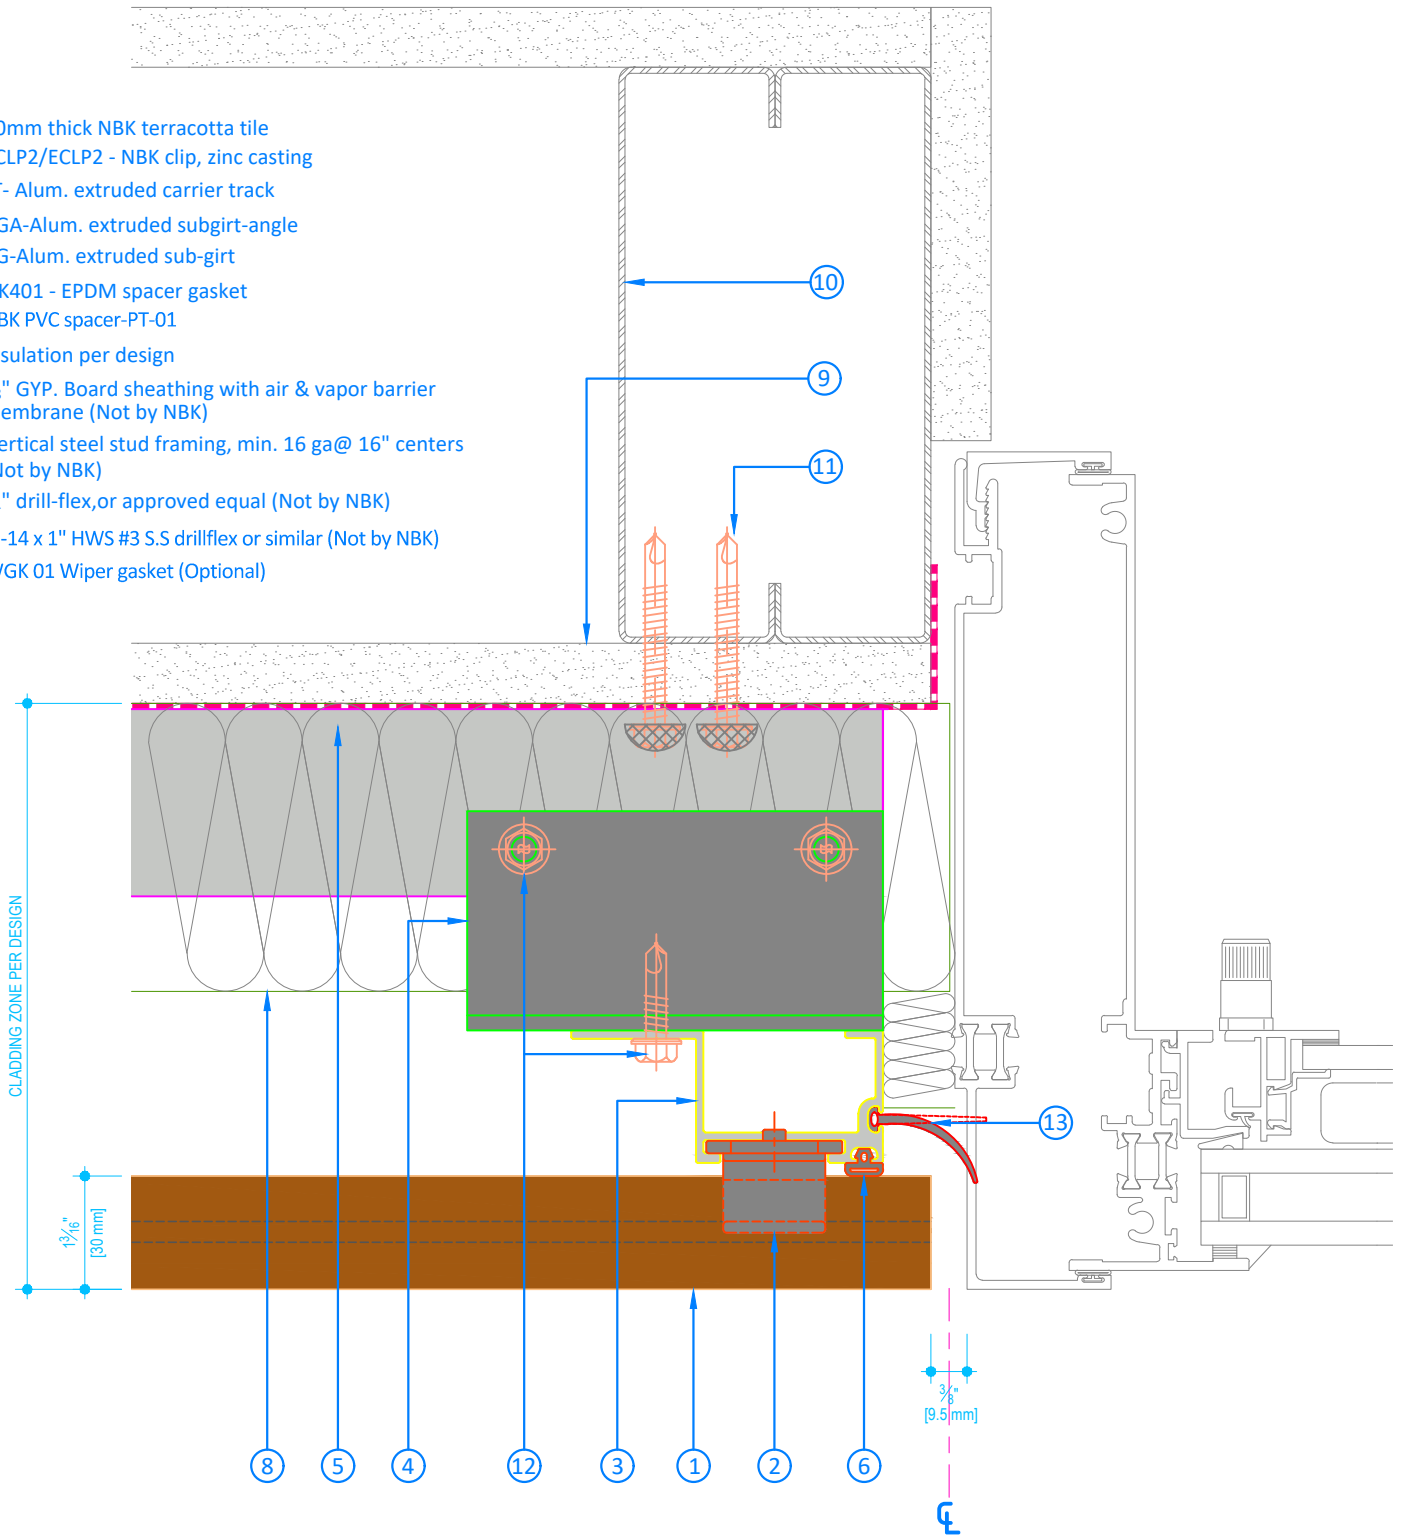 0mm thick NBK terracotta tile
CLP2/ECLP2 - NBK clip, zinc casting
- Alum. extruded carrier track
GA-Alum. extruded subgirt-angle
G-Alum. extruded sub-girt
K401 - EPDM spacer gasket
BK PVC spacer-PT-01
sulation per design
" GYP. Board sheathing with air & vapor barrier
embrane (Not by NBK)
ertical steel stud framing, min. 16 ga@ 16" centers
Not by NBK)
" drill-flex,or approved equal (Not by NBK)
-14 x 1" HWS #3 S.S drillflex or similar (Not by NBK)
GK 01 Wiper gasket (Optional)
10
9
11
CLADDING ZONE PER DESIGN
13
1 3/16"
[30 mm]
3/8"
[9.5 mm]
8
5
4
12
3
1
2
6